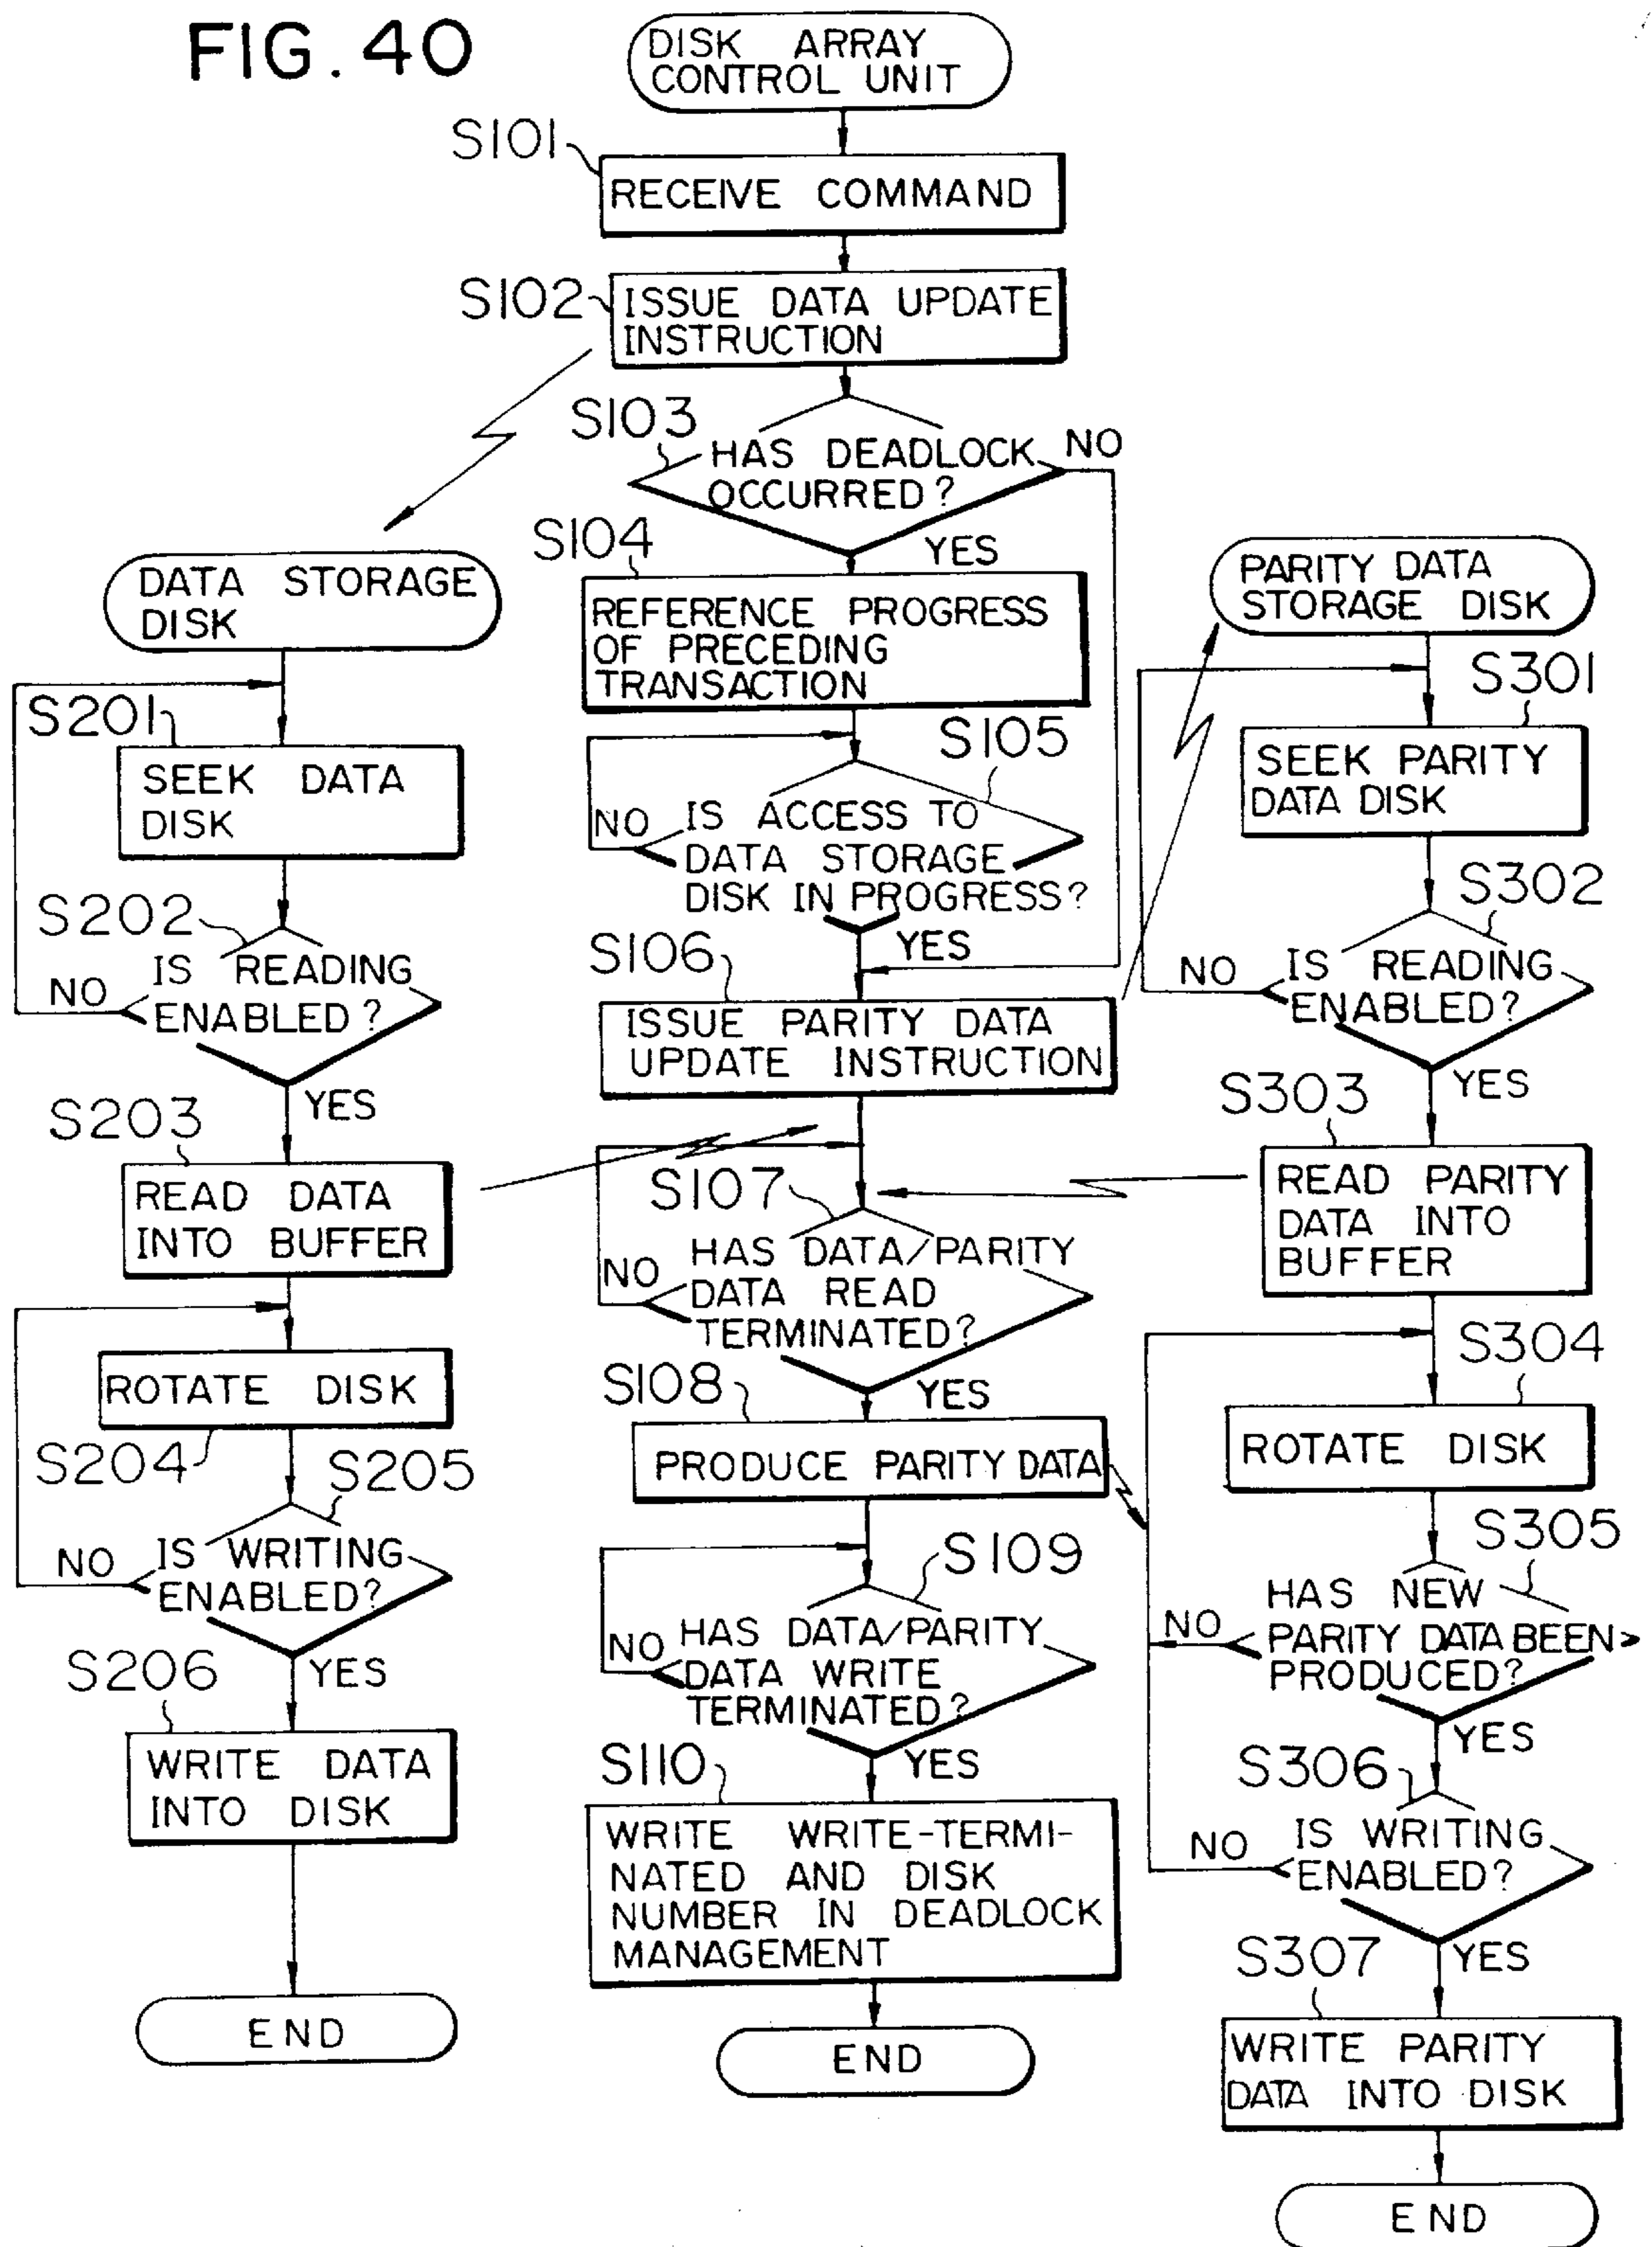 FIG. 40
DISK ARRAY
CONTROL UNIT
S101
RECEIVE COMMAND
S102
ISSUE DATA UPDATE
INSTRUCTION
S103
HAS DEADLOCK
OCCURRED?
NO
YES
S104
REFERENCE PROGRESS
OF PRECEDING
TRANSACTION
S105
IS ACCESS TO
DATA STORAGE
DISK IN PROGRESS?
NO
YES
S106
ISSUE PARITY DATA
UPDATE INSTRUCTION
S107
HAS DATA/PARITY
DATA READ
TERMINATED?
NO
YES
S108
PRODUCE PARITY DATA
S109
HAS DATA/PARITY
DATA WRITE
TERMINATED?
NO
YES
S110
WRITE WRITE-TERMI-
NATED AND DISK
NUMBER IN DEADLOCK
MANAGEMENT
END
DATA STORAGE
DISK
S201
SEEK DATA
DISK
S202
IS READING
ENABLED?
NO
YES
S203
READ DATA
INTO BUFFER
ROTATE DISK
S204
S205
IS WRITING
ENABLED?
NO
YES
S206
WRITE DATA
INTO DISK
END
PARITY DATA
STORAGE DISK
S301
SEEK PARITY
DATA DISK
S302
IS READING
ENABLED?
NO
YES
S303
READ PARITY
DATA INTO
BUFFER
S304
ROTATE DISK
S305
HAS NEW
PARITY DATA BEEN
PRODUCED?
NO
YES
S306
IS WRITING
ENABLED?
NO
YES
S307
WRITE PARITY
DATA INTO DISK
END